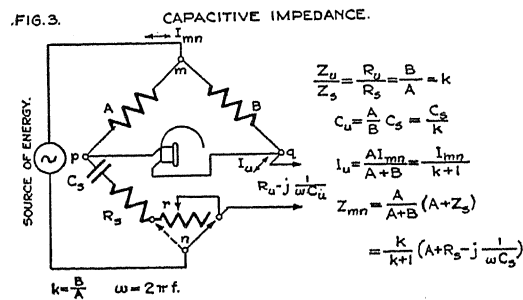 .FIG.3.
CAPACITIVE IMPEDANCE.
I_mn
m
A
B
SOURCE OF ENERGY.
p
q
C_s
I_u
R_u - j 1/(ωC_u)
R_s
r
n
k = B/A    ω = 2πf.
Z_u/Z_s = R_u/R_s = B/A = k
C_u = A/B C_s = C_s/k
I_u = AI_mn/(A+B) = I_mn/(k+1)
Z_mn = A/(A+B) (A+Z_s)
= k/(k+1) (A+R_s - j 1/(ωC_s))